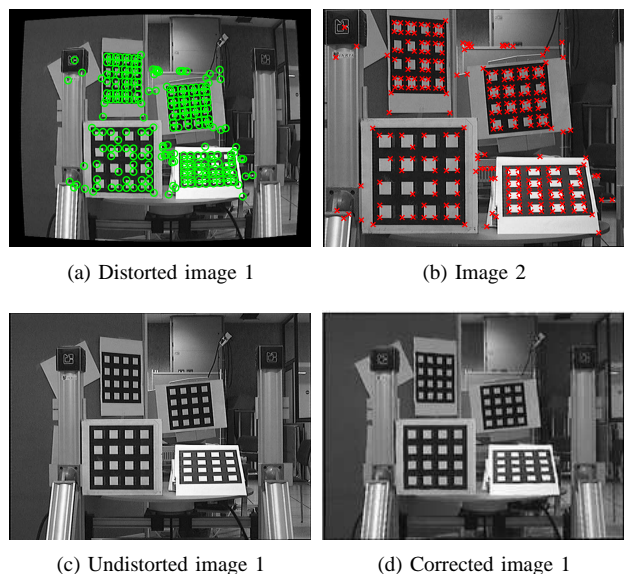 (a) Distorted image 1
(b) Image 2
(c) Undistorted image 1
(d) Corrected image 1